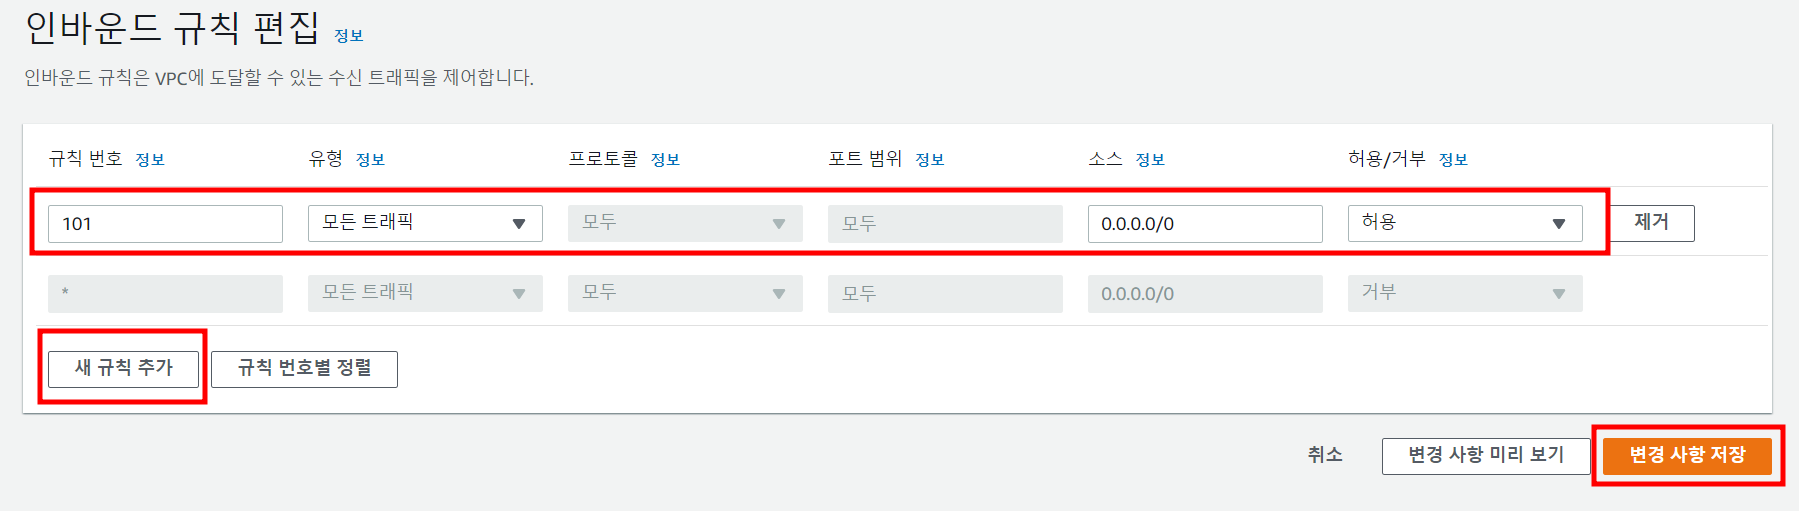 인바운드 규칙 편집 정보
인바운드 규칙은 VPC에 도달할 수 있는 수신 트래픽을 제어합니다.
규칙 번호 정보 유형 정보 프로토콜 정보 포트 범위 정보 소스 정보 허용/거부 정보
101 모든 트래픽 모두 모두 0.0.0.0/0 허용 제거
* 모든 트래픽 모두 모두 0.0.0.0/0 거부
새 규칙 추가 규칙 번호별 정렬
취소 변경 사항 미리 보기 변경 사항 저장